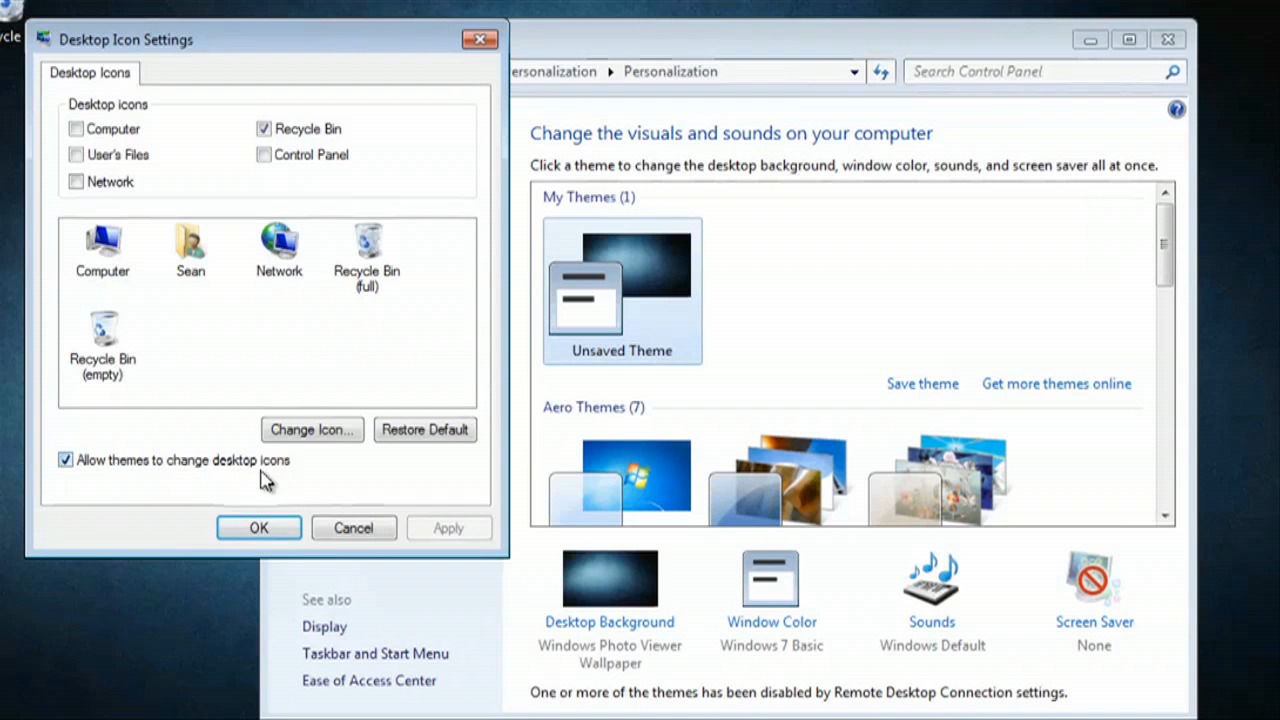 cle
Desktop Icon Settings
Desktop Icons
Desktop icons
Computer
Recycle Bin
User's Files
Control Panel
Network
Computer
Sean
Network
Recycle Bin
(full)
Recycle Bin
(empty)
Change Icon...
Restore Default
Allow themes to change desktop icons
OK
Cancel
Apply
ersonalization
Personalization
Search Control Panel
Change the visuals and sounds on your computer
Click a theme to change the desktop background, window color, sounds, and screen saver all at once.
My Themes (1)
Unsaved Theme
Save theme
Get more themes online
Aero Themes (7)
See also
Display
Taskbar and Start Menu
Ease of Access Center
Desktop Background
Windows Photo Viewer
Wallpaper
Window Color
Windows 7 Basic
Sounds
Windows Default
Screen Saver
None
One or more of the themes has been disabled by Remote Desktop Connection settings.